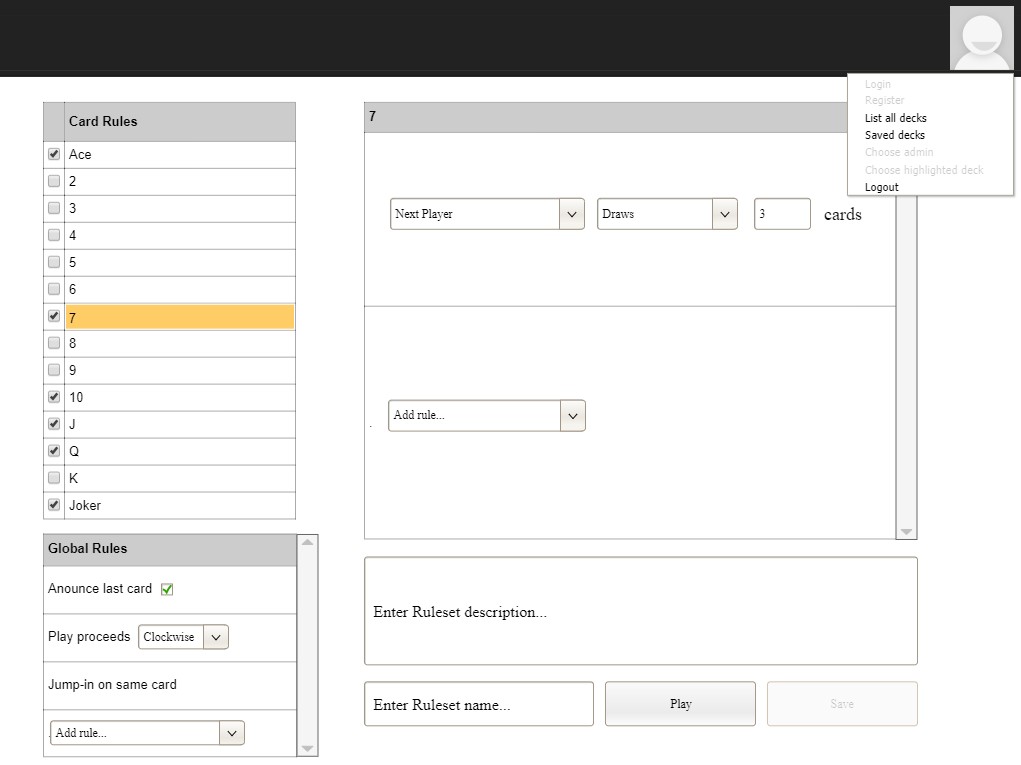 Login
Register
List all decks
Saved decks
Choose admin
Choose highlighted deck
Logout
Card Rules
Ace
2
3
4
5
6
7
8
9
10
J
Q
K
Joker
Global Rules
Anounce last card
Play proceeds Clockwise
Jump-in on same card
Add rule...
7
Next Player Draws 3 cards
. Add rule...
Enter Ruleset description...
Enter Ruleset name... Play Save